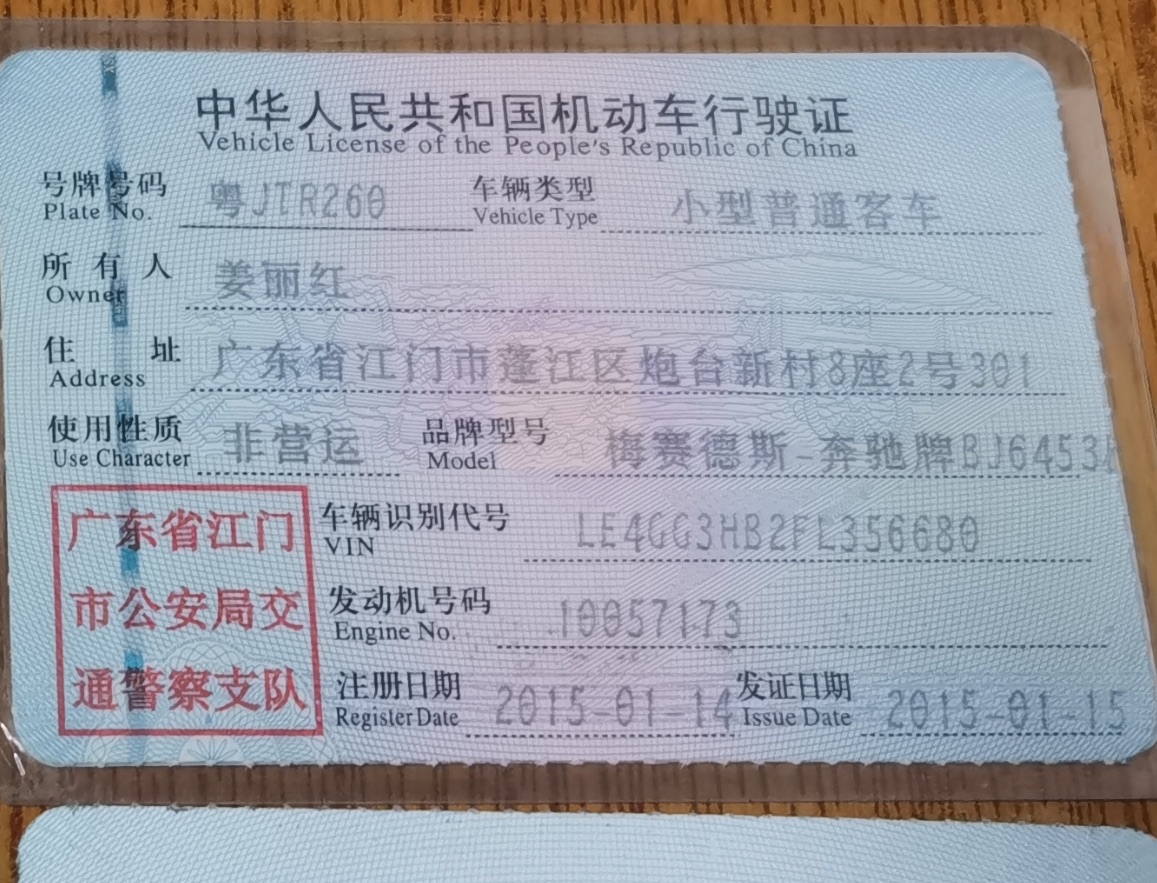 中华人民共和国机动车行驶证
Vehicle License of the People's Republic of China
号牌号码 粤JTR260 车辆类型 小型普通客车
Plate No. Vehicle Type
所有人 姜丽红
Owner
住址 广东省江门市蓬江区炮台新村8座2号301
Address
使用性质 非营运 品牌型号 梅赛德斯-奔驰牌BJ6453
Use Character Model
广东省江门
市公安局交
通警察支队
车辆识别代号 LE4GG3HB2FL356680
VIN
发动机号码 10057173
Engine No.
注册日期 2015-01-14 发证日期 2015-01-15
Register Date Issue Date